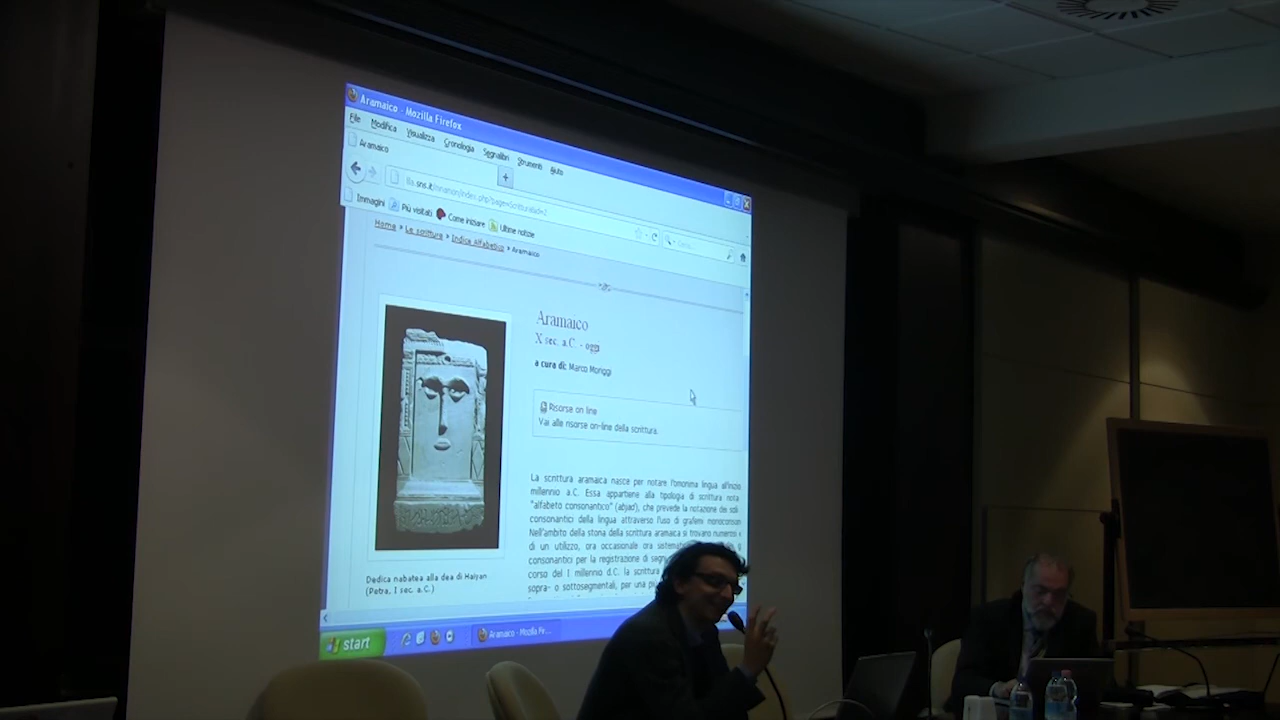 Aramaico - Mozilla Firefox
File Modifica Visualizza Cronologia Segnalibri Strumenti Aiuto
Aramaico
Immagini Più visitati Come iniziare Ultime notizie
Home > Le scritture > Indice Alfabetico > Aramaico
Aramaico
X sec. a.C. - oggi
a cura di: Marco Moriggi
Risorse on line
Vai alle risorse on-line della scrittura.
La scrittura aramaica nasce per notare l'omonima lingua all'inizio
millennio a.C. Essa appartiene alla tipologia di scrittura nota
"alfabeto consonantico" (abjad), che prevede la notazione dei soli
consonantici della lingua attraverso l'uso di grafemi monoconson
Nell'ambito della storia della scrittura aramaica si trovano numerosi e
di un utilizzo, ora occasionale ora
consonantici per la registrazione di
corso del I millennio d.C. la scrittura
sopra- o sottosegmentali, per una più
Dedica nabatea alla dea di Haiyan
(Petra, I sec. a.C.)
start
Aramaico - Mozilla Fir...